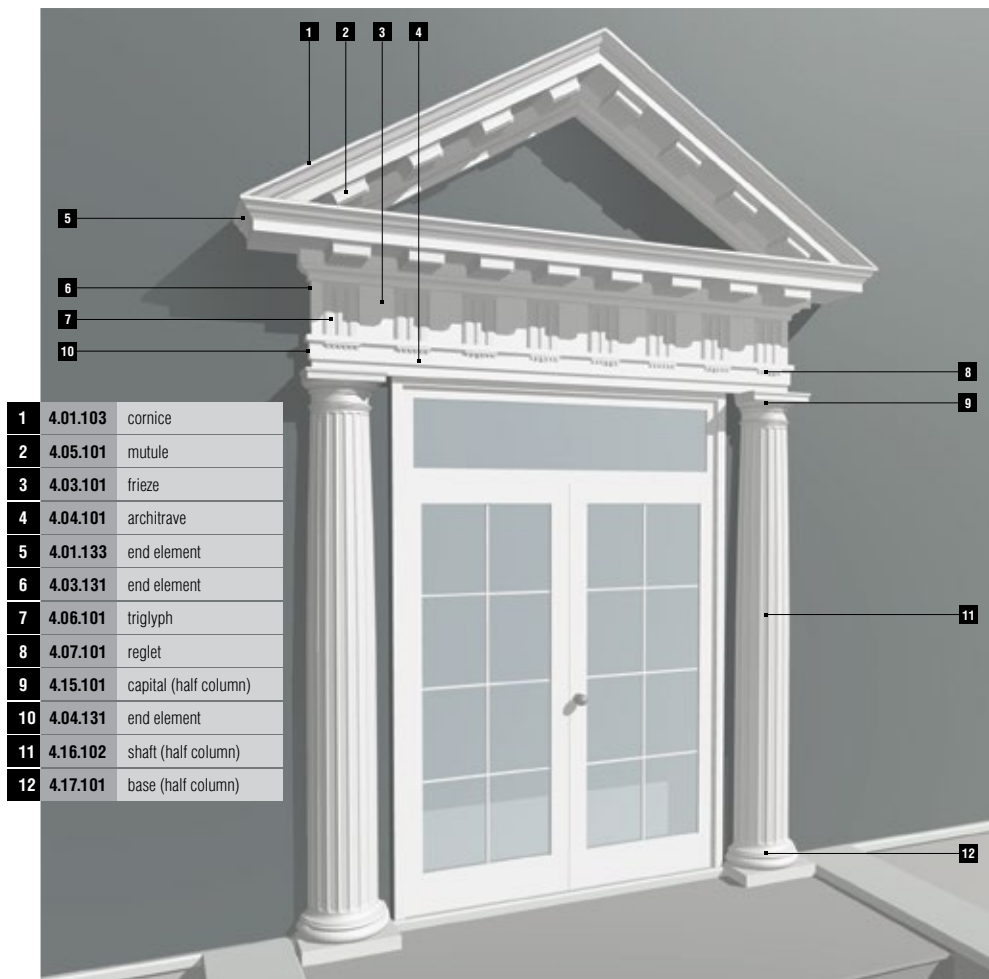 1 2 3 4
5
6
7
10
8
9
11
12
1 4.01.103 cornice
2 4.05.101 mutule
3 4.03.101 frieze
4 4.04.101 architrave
5 4.01.133 end element
6 4.03.131 end element
7 4.06.101 triglyph
8 4.07.101 reglet
9 4.15.101 capital (half column)
10 4.04.131 end element
11 4.16.102 shaft (half column)
12 4.17.101 base (half column)